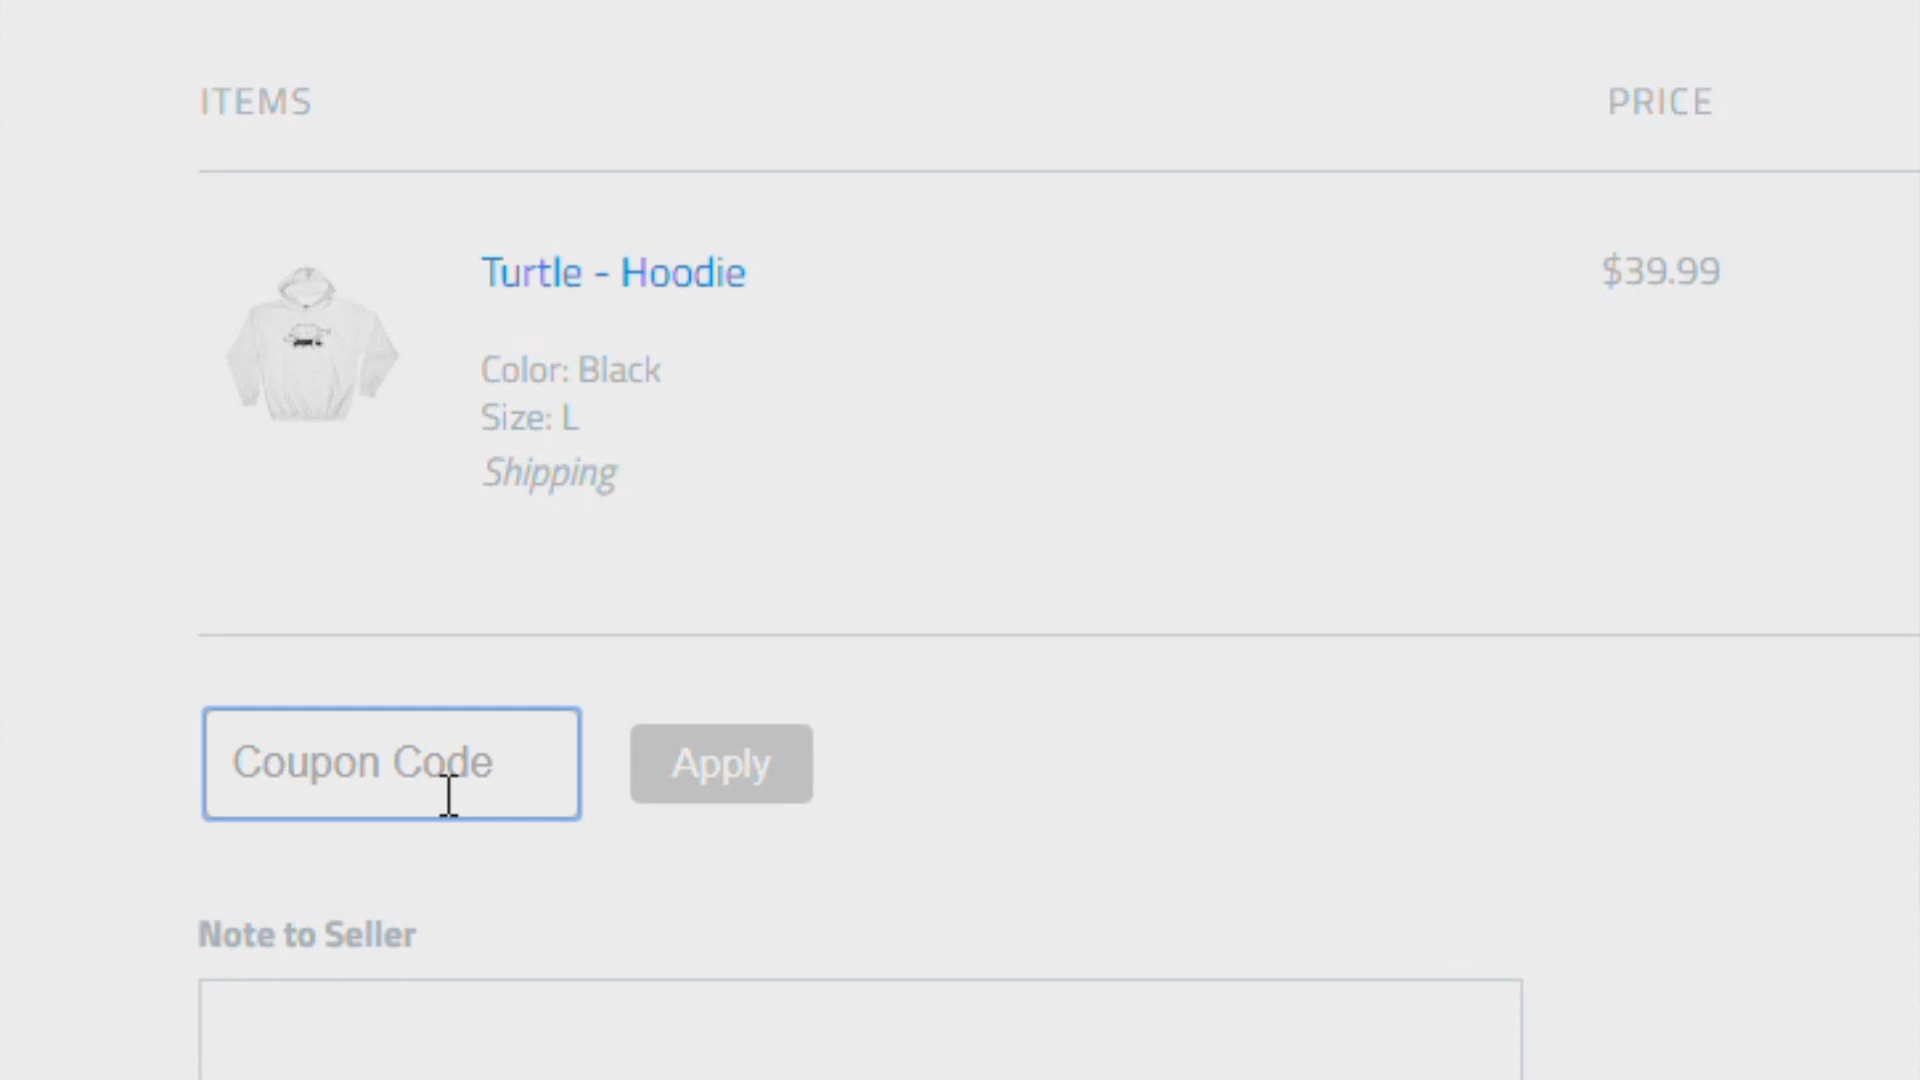 ITEMS PRICE
Turtle - Hoodie $39.99
Color: Black
Size: L
Shipping
Coupon Code Apply
Note to Seller